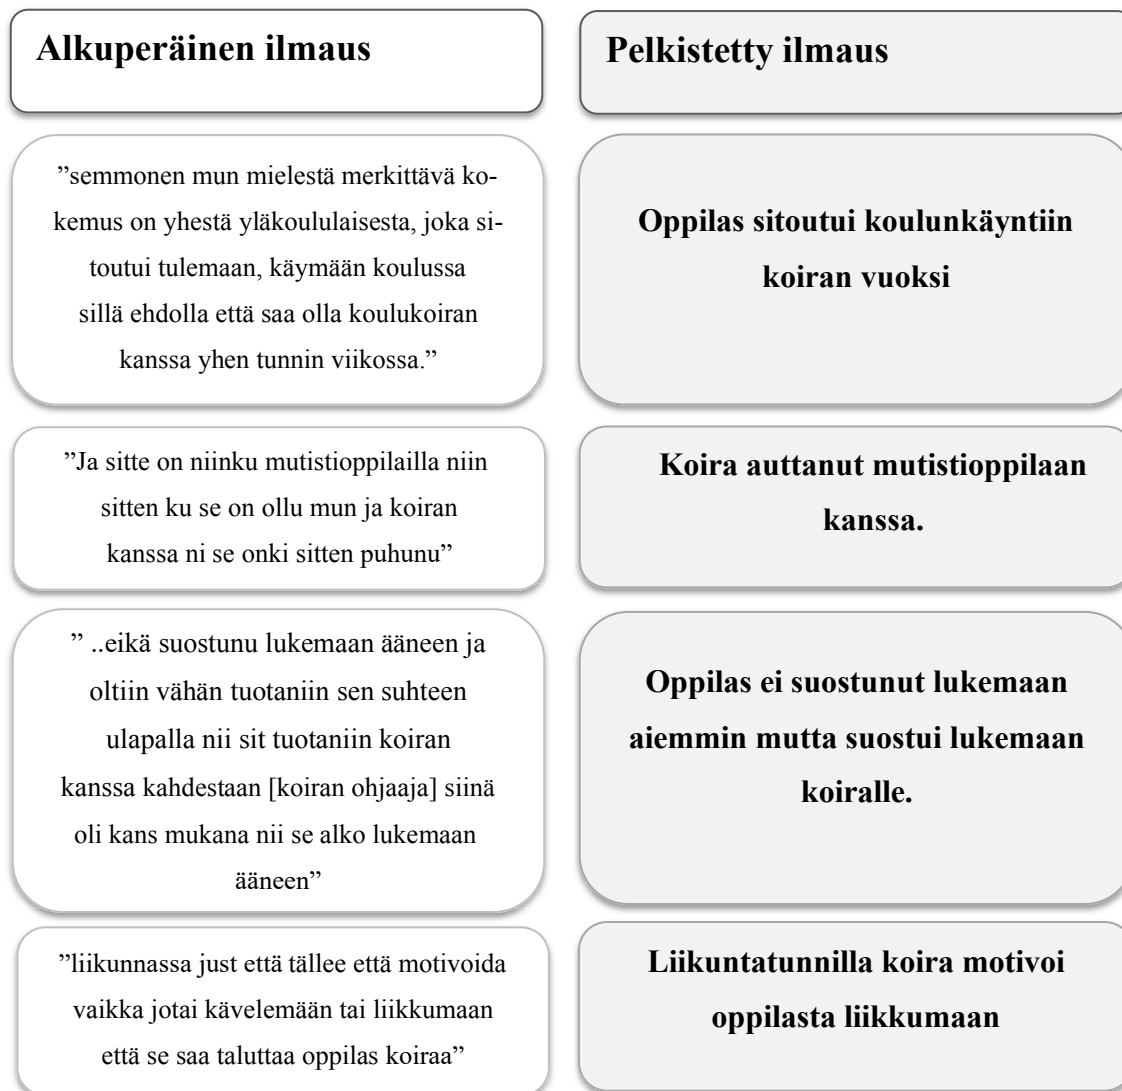 Alkuperäinen ilmaus
Pelkistetty ilmaus
”semmonen mun mielestä merkittävä ko-
kemus on yhestä yläkoululaisesta, joka si-
toutui tulemaan, käymään koulussa
sillä ehdolla että saa olla koulukoiran
kanssa yhen tunnin viikossa.”
Oppilas sitoutui koulunkäyntiin
koiran vuoksi
”Ja sitte on niinku mutistioppilailla niin
sitten ku se on ollu mun ja koiran
kanssa ni se onki sitten puhunu”
Koira auttanut mutistioppilaan
kanssa.
” ..eikä suostunu lukemaan ääneen ja
oltiin vähän tuotaniin sen suhteen
ulapalla nii sit tuotaniin koiran
kanssa kahdestaan [koiran ohjaaja] siinä
oli kans mukana nii se alko lukemaan
ääneen”
Oppilas ei suostunut lukemaan
aiemmin mutta suostui lukemaan
koiralle.
”liikunnassa just että tällee että motivoida
vaikka jotai kävelemään tai liikkumaan
että se saa taluttaa oppilas koiraa”
Liikuntatunnilla koira motivoi
oppilasta liikkumaan